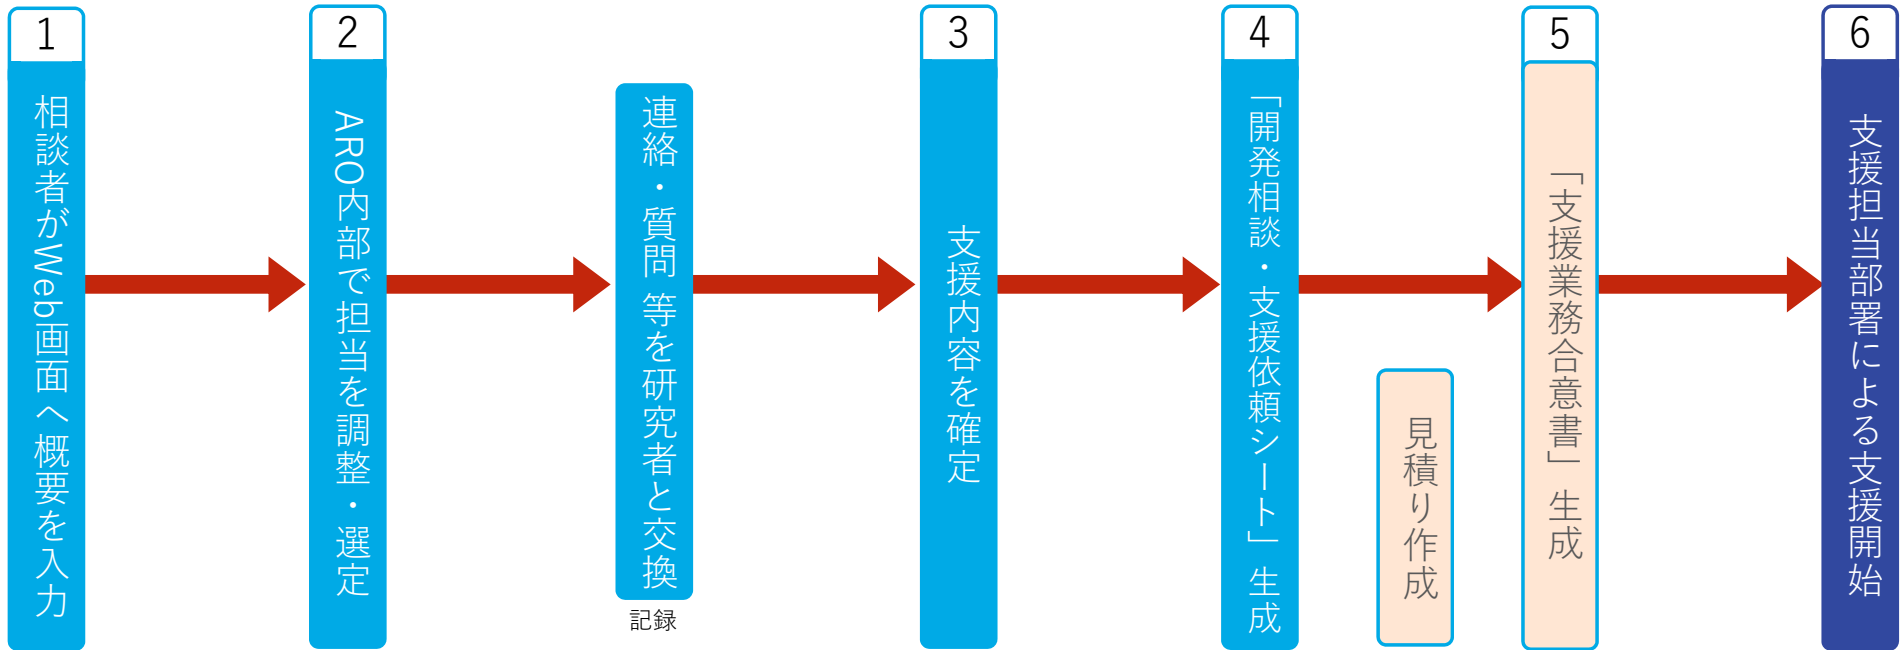 1
相談者がWeb画面へ概要を入力
2
ARO内部で担当を調整・選定
連絡・質問 等を研究者と交換
記録
3
支援内容を確定
4
「開発相談・支援依頼シート」生成
見積り作成
5
「支援業務合意書」生成
6
支援担当部署による支援開始